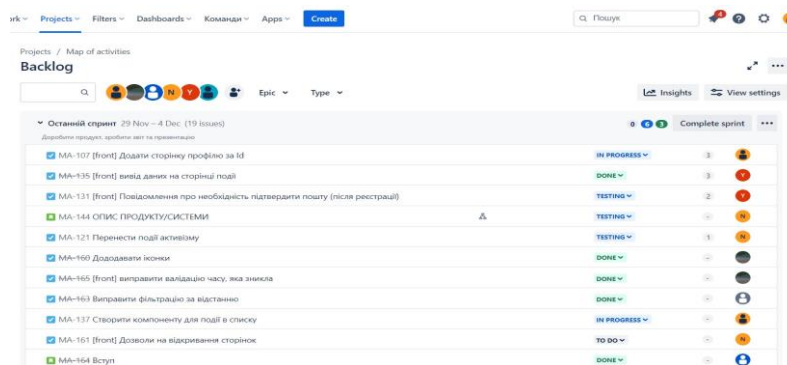 ork Projects Filters Dashboards Команди Apps Create Пошук 4
Projects / Map of activities
Backlog
N Y Epic Type Insights View settings
Останній спринт 29 Nov – 4 Dec (19 issues) 0 6 3 Complete sprint
Доробити продукт, зробити звіт та презентацію
MA-107 [front] Додати сторінку профілю за Id IN PROGRESS 3
MA-135 [front] вивід даних на сторінці події DONE 3 Y
MA-131 [front] Повідомлення про необхідність підтвердити пошту (після реєстрації) TESTING 2 Y
MA-144 ОПИС ПРОДУКТУ/СИСТЕМИ TESTING - N
MA-121 Перенести події активізму TESTING 1 N
MA-160 Дододавати іконки DONE -
MA-165 [front] виправити валідацію часу, яка зникла DONE -
MA-163 Виправити фільтрацію за відстанню DONE -
MA-137 Створити компоненту для події в списку IN PROGRESS -
MA-161 [front] Дозволи на відкривання сторінок TO DO - N
MA-164 Вступ DONE -